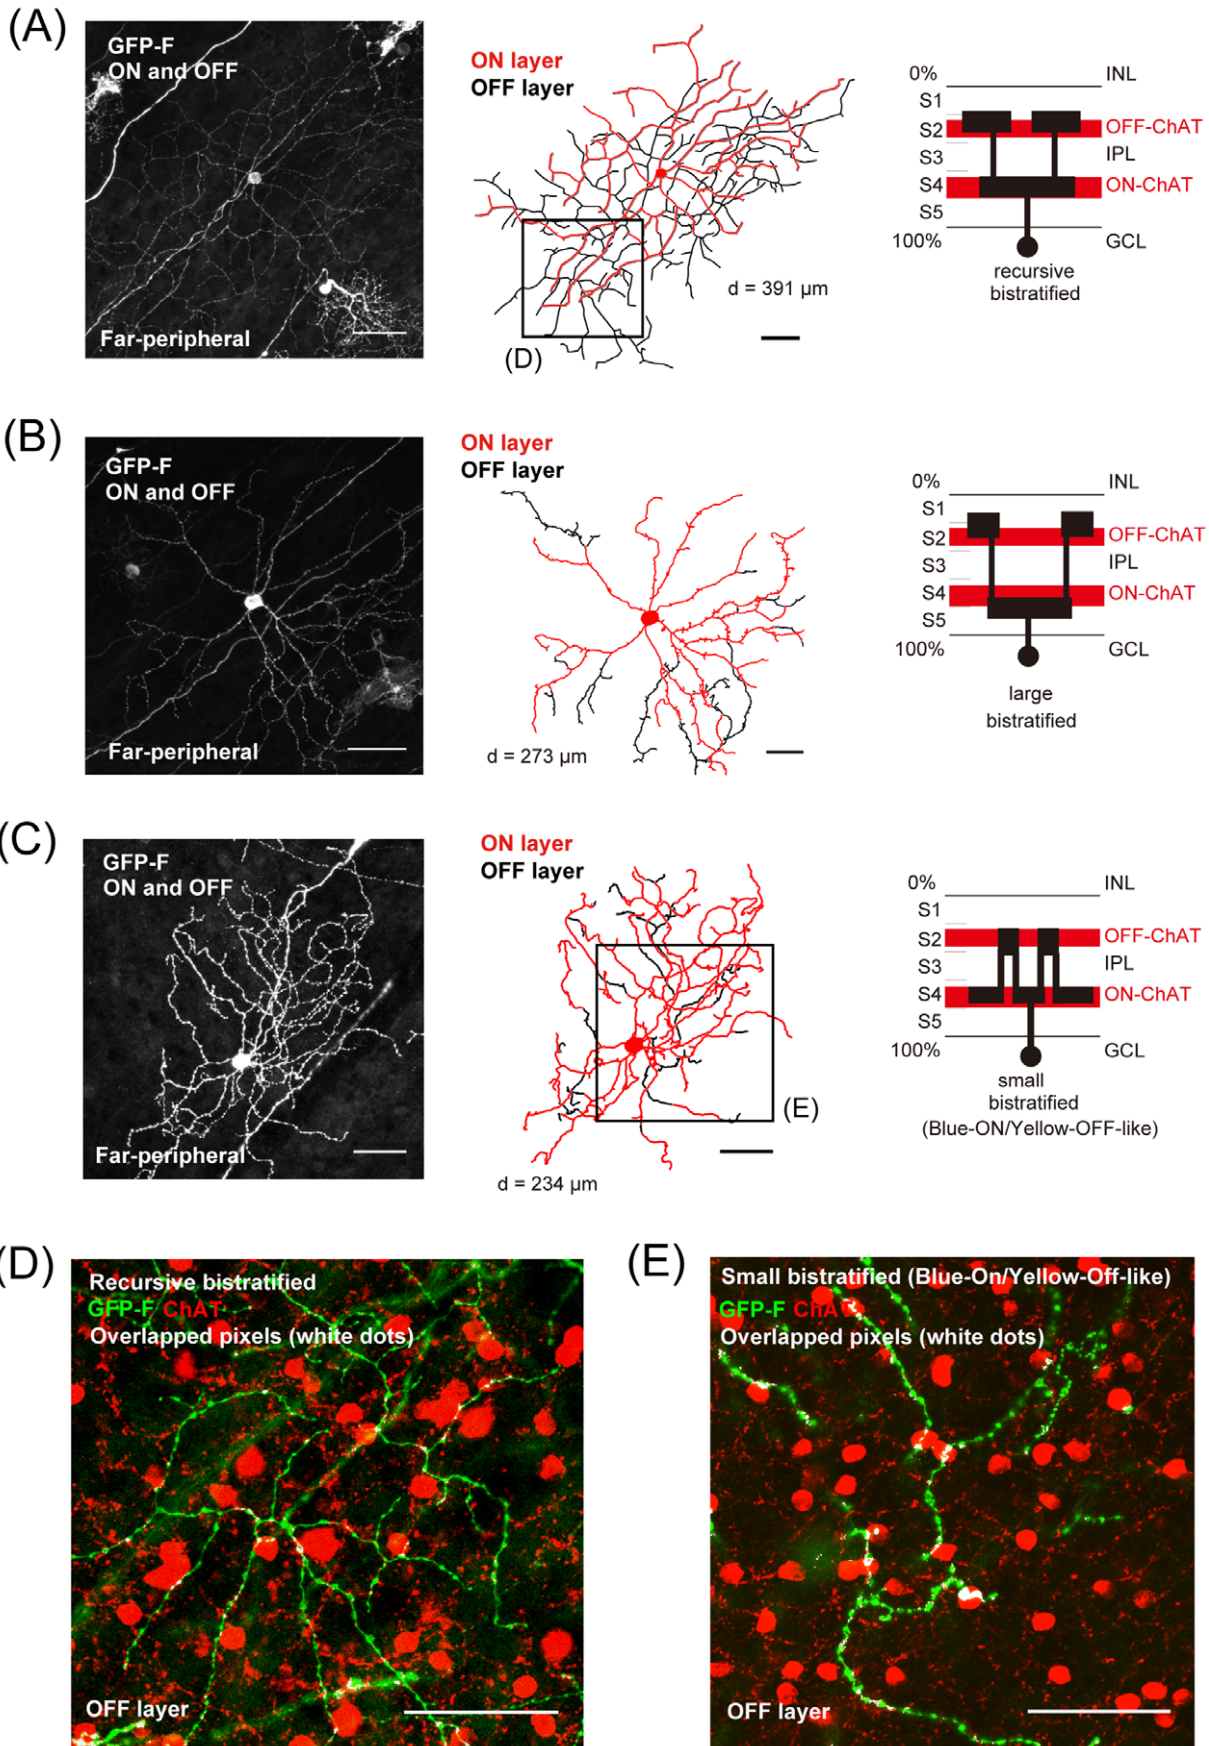 (A)
GFP-F
ON and OFF
Far-peripheral
ON layer
OFF layer
d = 391 µm
(D)
0%
S1
S2
S3
S4
S5
100%
INL
OFF-ChAT
IPL
ON-ChAT
GCL
recursive
bistratified
(B)
GFP-F
ON and OFF
Far-peripheral
ON layer
OFF layer
d = 273 µm
0%
S1
S2
S3
S4
S5
100%
INL
OFF-ChAT
IPL
ON-ChAT
GCL
large
bistratified
(C)
GFP-F
ON and OFF
Far-peripheral
ON layer
OFF layer
(E)
d = 234 µm
0%
S1
S2
S3
S4
S5
100%
INL
OFF-ChAT
IPL
ON-ChAT
GCL
small
bistratified
(Blue-ON/Yellow-OFF-like)
(D)
Recursive bistratified
GFP-F ChAT
Overlapped pixels (white dots)
OFF layer
(E)
Small bistratified (Blue-On/Yellow-Off-like)
GFP-F ChAT
Overlapped pixels (white dots)
OFF layer